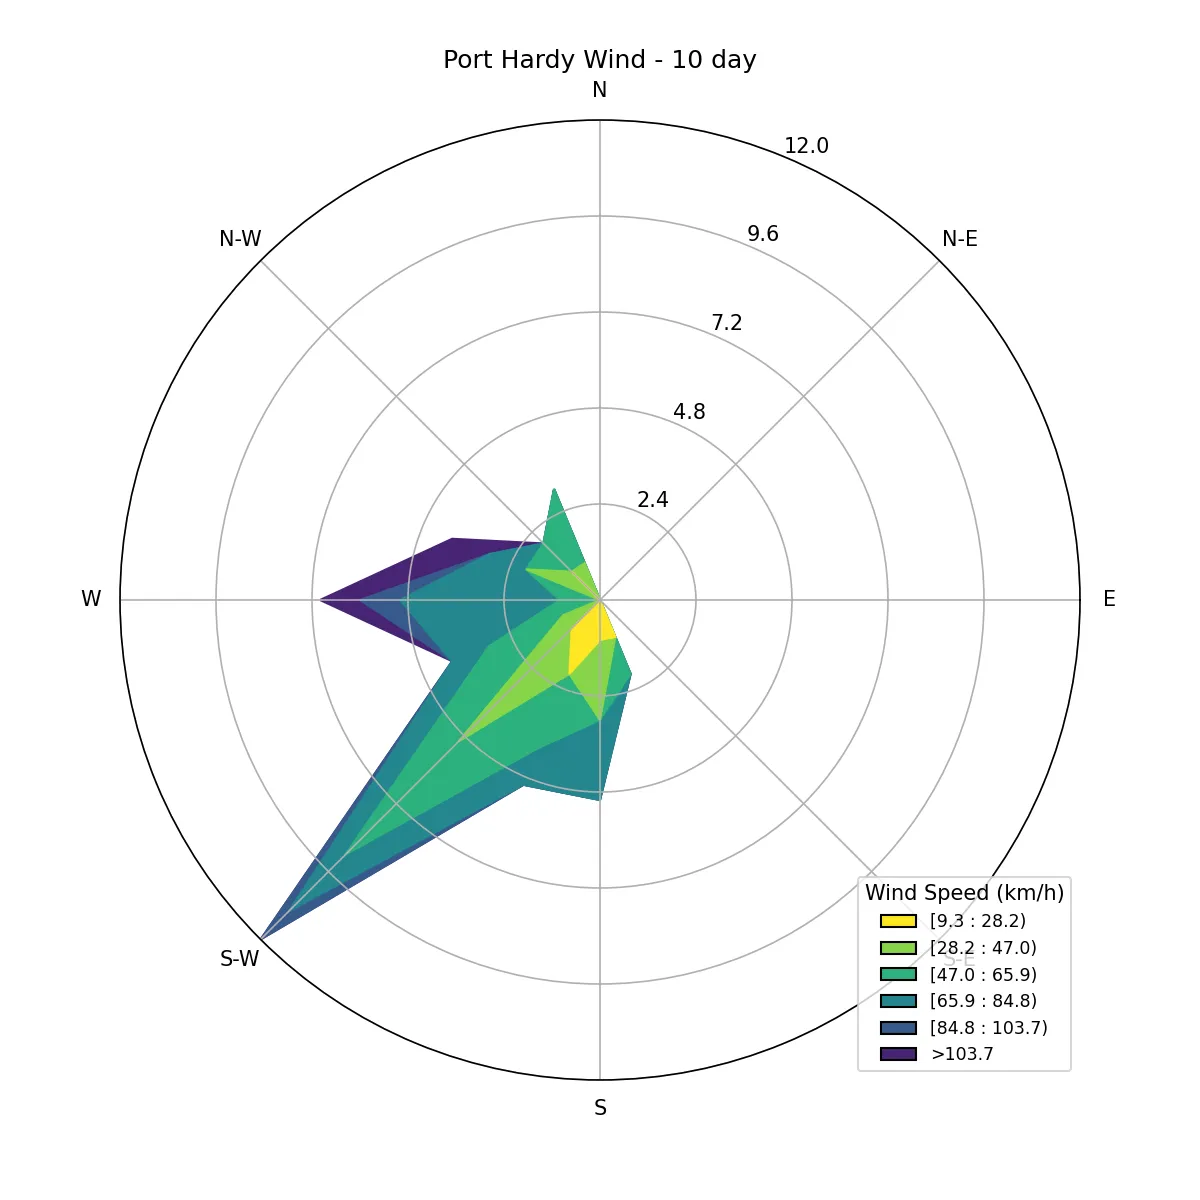 Port Hardy Wind - 10 day
N
12.0
N-W
N-E
9.6
7.2
4.8
2.4
W
E
S-W
S-E
Wind Speed (km/h)
[9.3 : 28.2)
[28.2 : 47.0)
[47.0 : 65.9)
[65.9 : 84.8)
[84.8 : 103.7)
>103.7
S